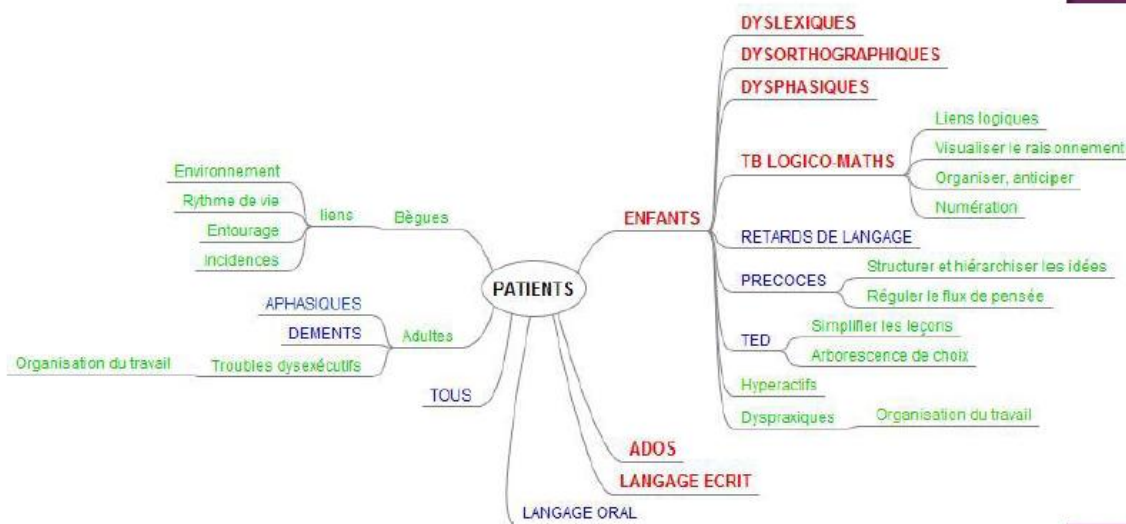 PATIENTS
ENFANTS
DYSLEXIQUES
DYSORTHOGRAPHIQUES
DYSPHASIQUES
TB LOGICO-MATHS
Liens logiques
Visualiser le raisonnement
Organiser, anticiper
Numération
RETARDS DE LANGAGE
PRECOCES
Structurer et hiérarchiser les idées
Réguler le flux de pensée
TED
Simplifier les leçons
Arborescence de choix
Hyperactifs
Dyspraxiques
Organisation du travail
ADOS
LANGAGE ECRIT
LANGAGE ORAL
TOUS
Adultes
APHASIQUES
DEMENTS
Troubles dysexécutifs
Organisation du travail
Bègues
liens
Environnement
Rythme de vie
Entourage
Incidences